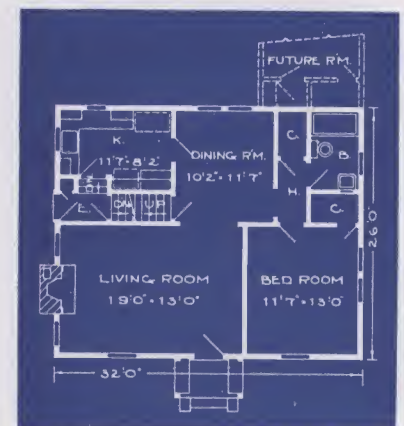 FUTURE R'M.
K.
11'7"-8'2"
C.
B.
DINING R'M.
10'2"-11'7"
H.
C.
E.
DN.
UP
LIVING ROOM
19'0"-13'0"
BED ROOM
11'7"-13'0"
26'0"
32'0"